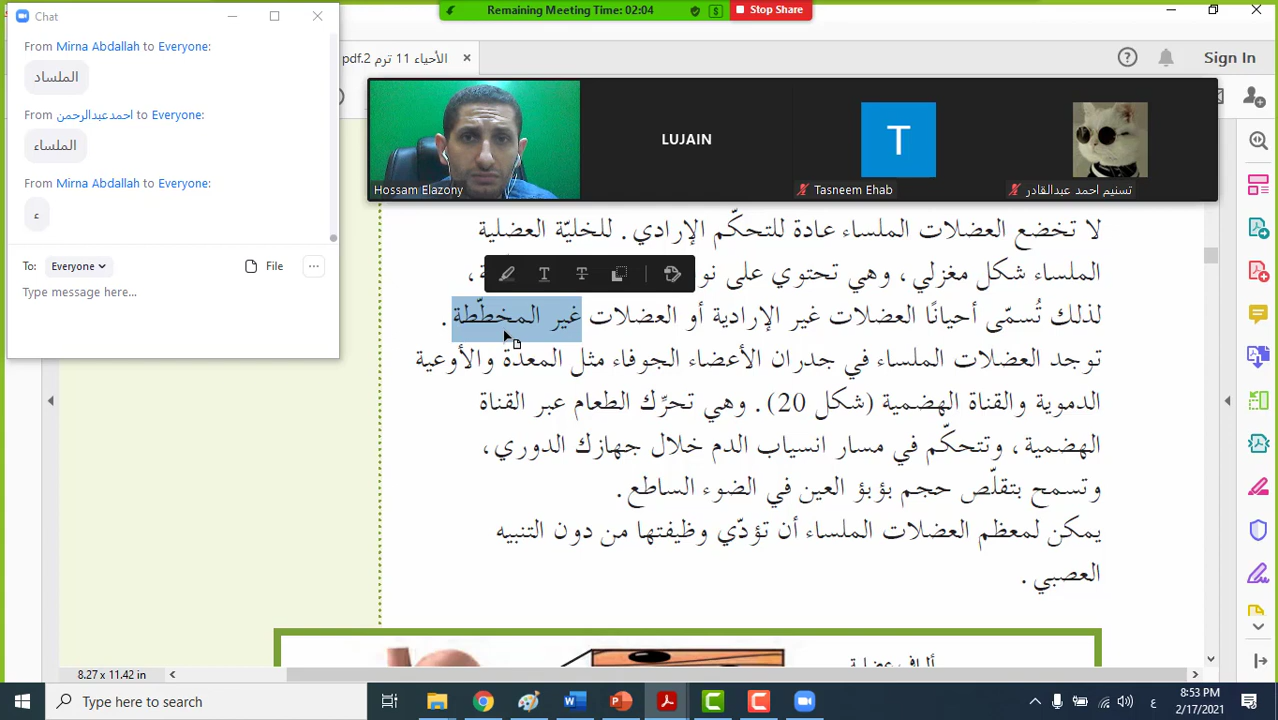 Chat
From Mirna Abdallah to Everyone:
الملساد
From احمدعبدالرحمن to Everyone:
الملساء
From Mirna Abdallah to Everyone:
ء
To: Everyone
File
Type message here...
Remaining Meeting Time: 02:04
Stop Share
الأحياء 11 ترم 2.pdf
Sign In
Hossam Elazony
LUJAIN
T
Tasneem Ehab
تسنيم احمد عبدالقادر
لا تخضع العضلات الملساء عادة للتحكّم الإرادي. للخليّة العضلية
الملساء شكل مغزلي، وهي تحتوي على
لذلك تُسمّى أحيانًا العضلات غير الإرادية أو العضلات غير المخطّطة.
توجد العضلات الملساء في جدران الأعضاء الجوفاء مثل المعدة والأوعية
الدموية والقناة الهضمية (شكل 20). وهي تحرّك الطعام عبر القناة
الهضمية، وتتحكّم في مسار انسياب الدم خلال جهازك الدوري،
وتسمح بتقلّص حجم بؤبؤ العين في الضوء الساطع.
يمكن لمعظم العضلات الملساء أن تؤدّي وظيفتها من دون التنبيه
العصبي.
ألياف عضلية
8.27 x 11.42 in
Type here to search
ع
8:53 PM
2/17/2021